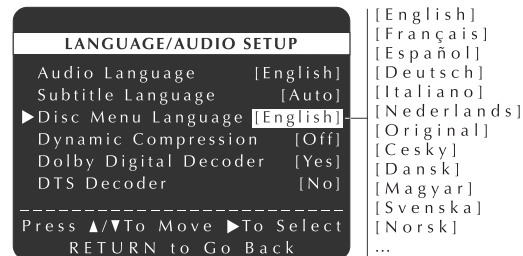 LANGUAGE/AUDIO SETUP
Audio Language [English]
Subtitle Language [Auto]
▶Disc Menu Language [English]
Dynamic Compression [Off]
Dolby Digital Decoder [Yes]
DTS Decoder [No]
Press ▲/▼To Move ▶To Select
RETURN to Go Back
[English]
[Français]
[Español]
[Deutsch]
[Italiano]
[Nederlands]
[Original]
[Cesky]
[Dansk]
[Magyar]
[Svenska]
[Norsk]
...